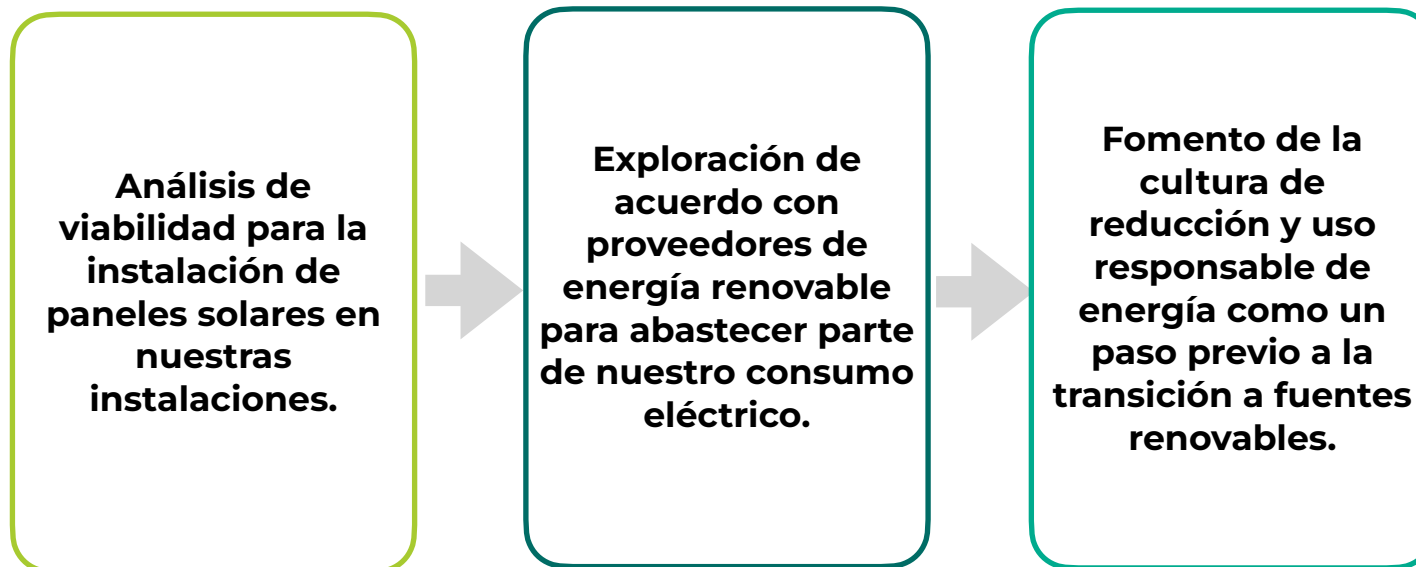 Análisis de
viabilidad para la
instalación de
paneles solares en
nuestras
instalaciones.
Exploración de
acuerdo con
proveedores de
energía renovable
para abastecer parte
de nuestro consumo
eléctrico.
Fomento de la
cultura de
reducción y uso
responsable de
energía como un
paso previo a la
transición a fuentes
renovables.